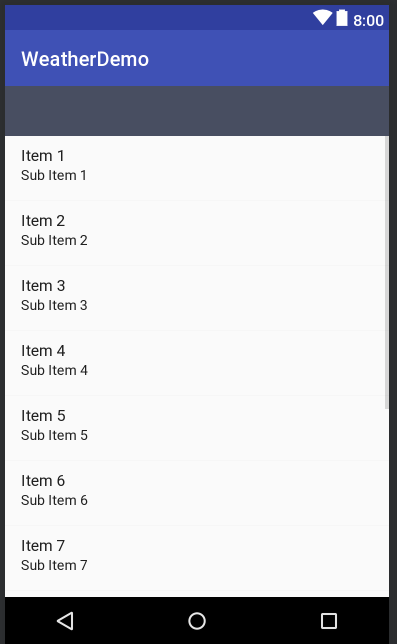 8:00
WeatherDemo
Item 1
Sub Item 1
Item 2
Sub Item 2
Item 3
Sub Item 3
Item 4
Sub Item 4
Item 5
Sub Item 5
Item 6
Sub Item 6
Item 7
Sub Item 7